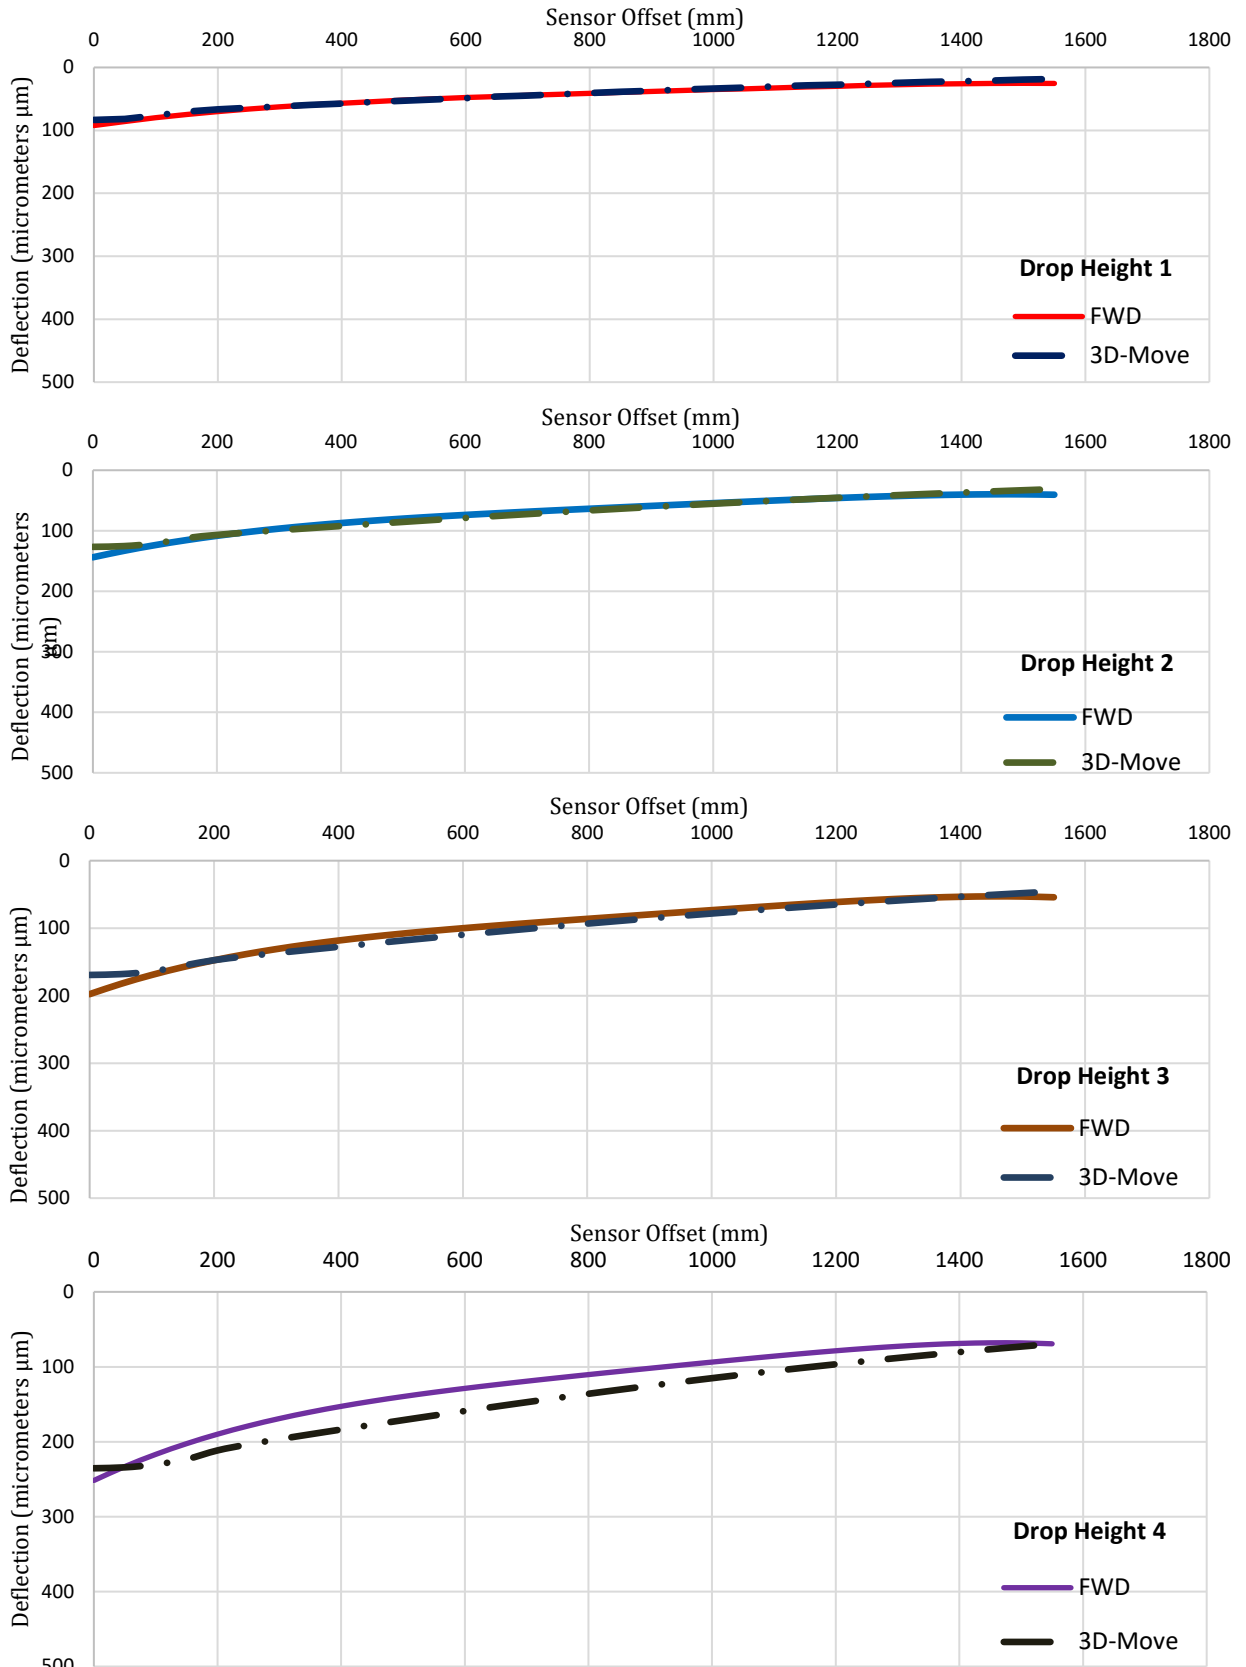 Sensor Offset (mm)
0 200 400 600 800 1000 1200 1400 1600 1800
0
100
200
300
400
500
Deflection (micrometers µm)
Drop Height 1
FWD
3D-Move
Sensor Offset (mm)
0 200 400 600 800 1000 1200 1400 1600 1800
0
100
200
300
400
500
Deflection (micrometers
µm)
Drop Height 2
FWD
3D-Move
Sensor Offset (mm)
0 200 400 600 800 1000 1200 1400 1600 1800
0
100
200
300
400
500
Deflection (micrometers µm)
Drop Height 3
FWD
3D-Move
Sensor Offset (mm)
0 200 400 600 800 1000 1200 1400 1600 1800
0
100
200
300
400
500
Deflection (micrometers µm)
Drop Height 4
FWD
3D-Move